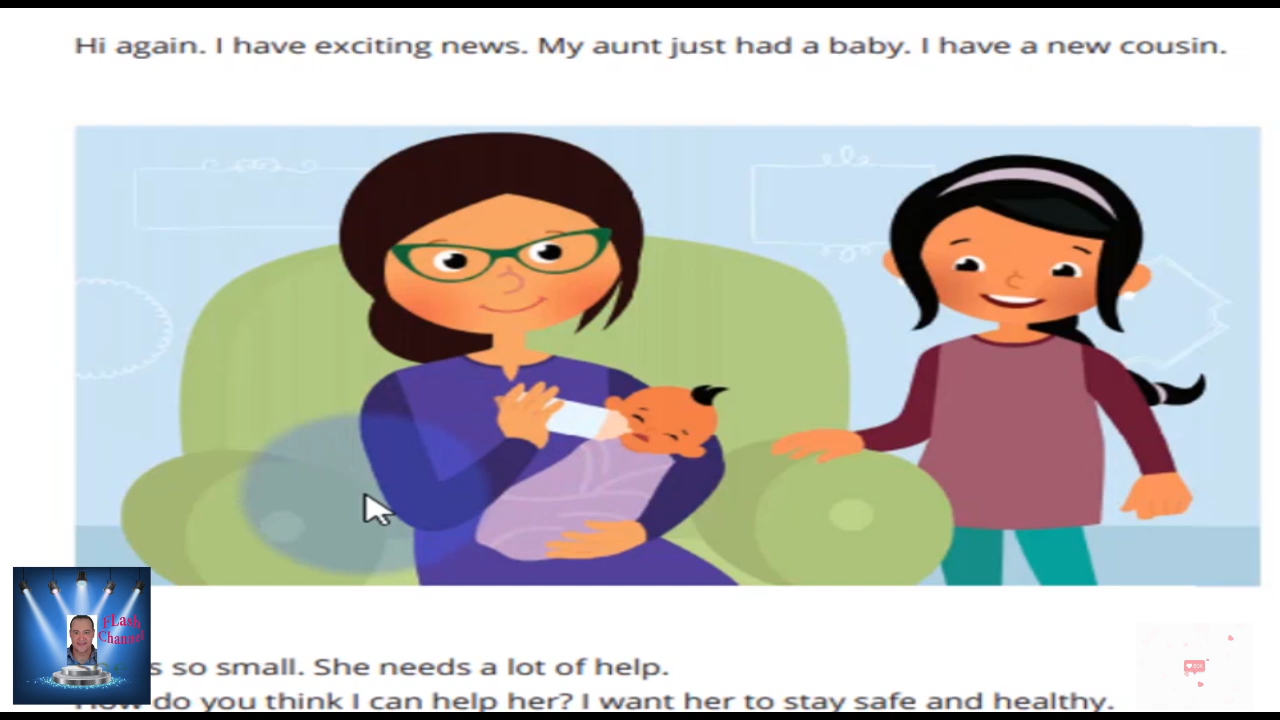 Hi again. I have exciting news. My aunt just had a baby. I have a new cousin.
s so small. She needs a lot of help.
How do you think I can help her? I want her to stay safe and healthy.
FLash
Channel